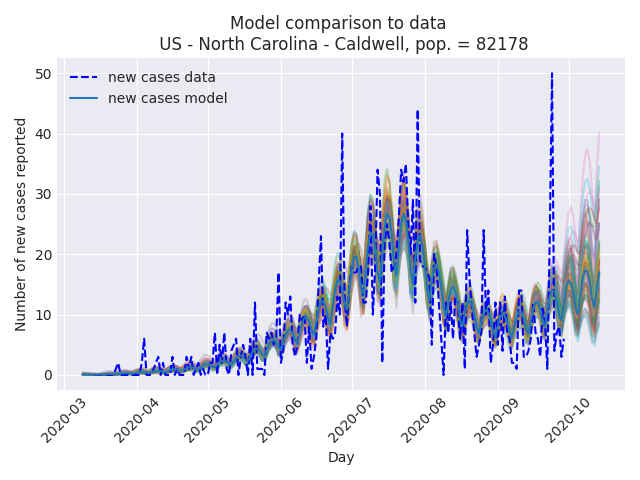 Model comparison to data
US - North Carolina - Caldwell, pop. = 82178
new cases data
new cases model
Number of new cases reported
50
40
30
20
10
0
2020-03
2020-04
2020-05
2020-06
2020-07
2020-08
2020-09
2020-10
Day